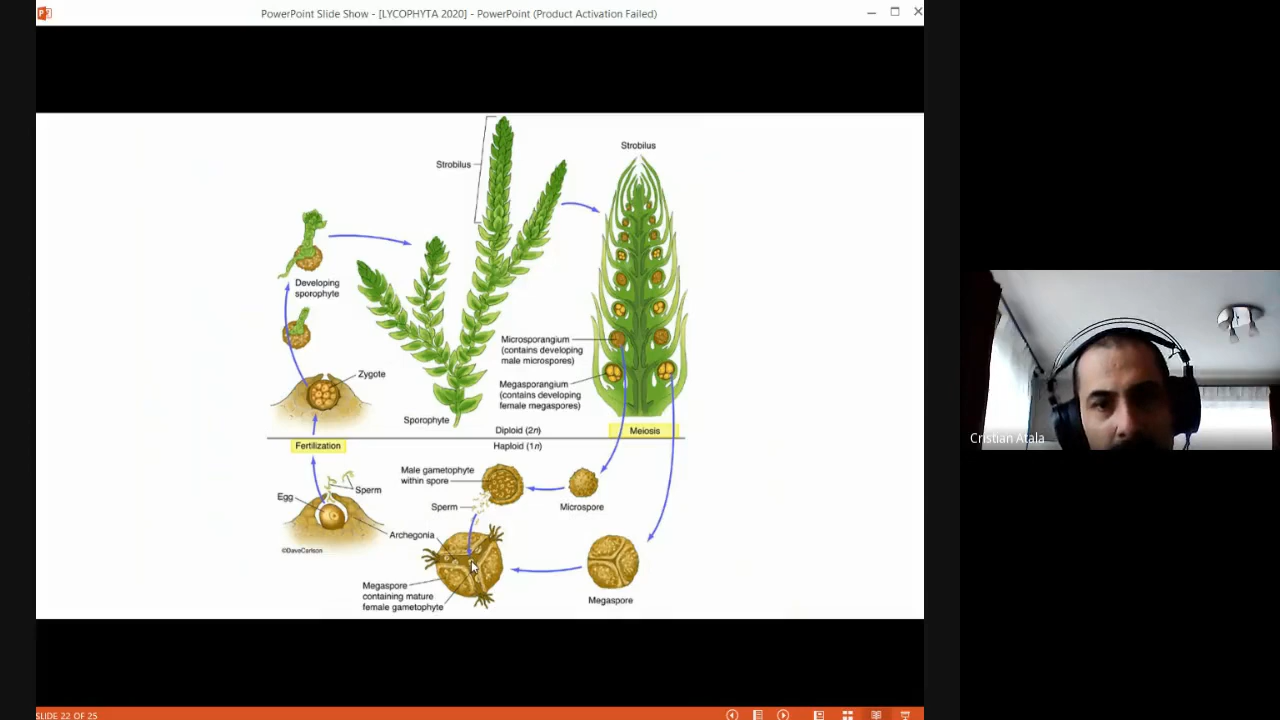 PowerPoint Slide Show - [LYCOPHYTA 2020] - PowerPoint (Product Activation Failed)
Strobilus
Strobilus
Developing
sporophyte
Microsporangium
(contains developing
male microspores)
Zygote
Megasporangium
(contains developing
female megaspores)
Sporophyte
Diploid (2n)
Meiosis
Fertilization
Haploid (1n)
Cristian Atala
Male gametophyte
within spore
Sperm
Egg
Sperm
Microspore
Archegonia
©DaveCarlson
Megaspore
containing mature
female gametophyte
Megaspore
SLIDE 22 OF 25